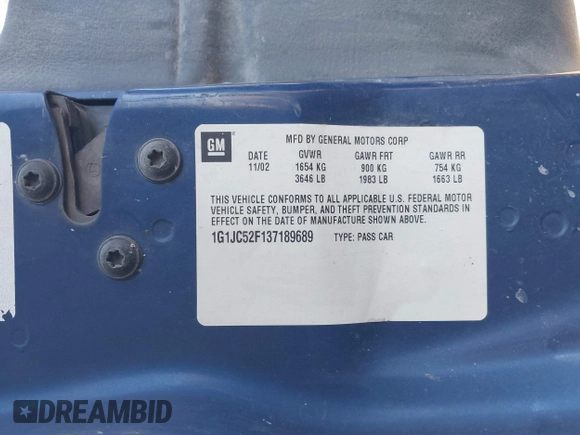 GM
MFD BY GENERAL MOTORS CORP
DATE GVWR GAWR FRT GAWR RR
11/02 1654 KG 900 KG 754 KG
3646 LB 1983 LB 1663 LB
THIS VEHICLE CONFORMS TO ALL APPLICABLE U.S. FEDERAL MOTOR
VEHICLE SAFETY, BUMPER, AND THEFT PREVENTION STANDARDS IN
EFFECT ON THE DATE OF MANUFACTURE SHOWN ABOVE.
1G1JC52F137189689 TYPE: PASS CAR
DREAMBID